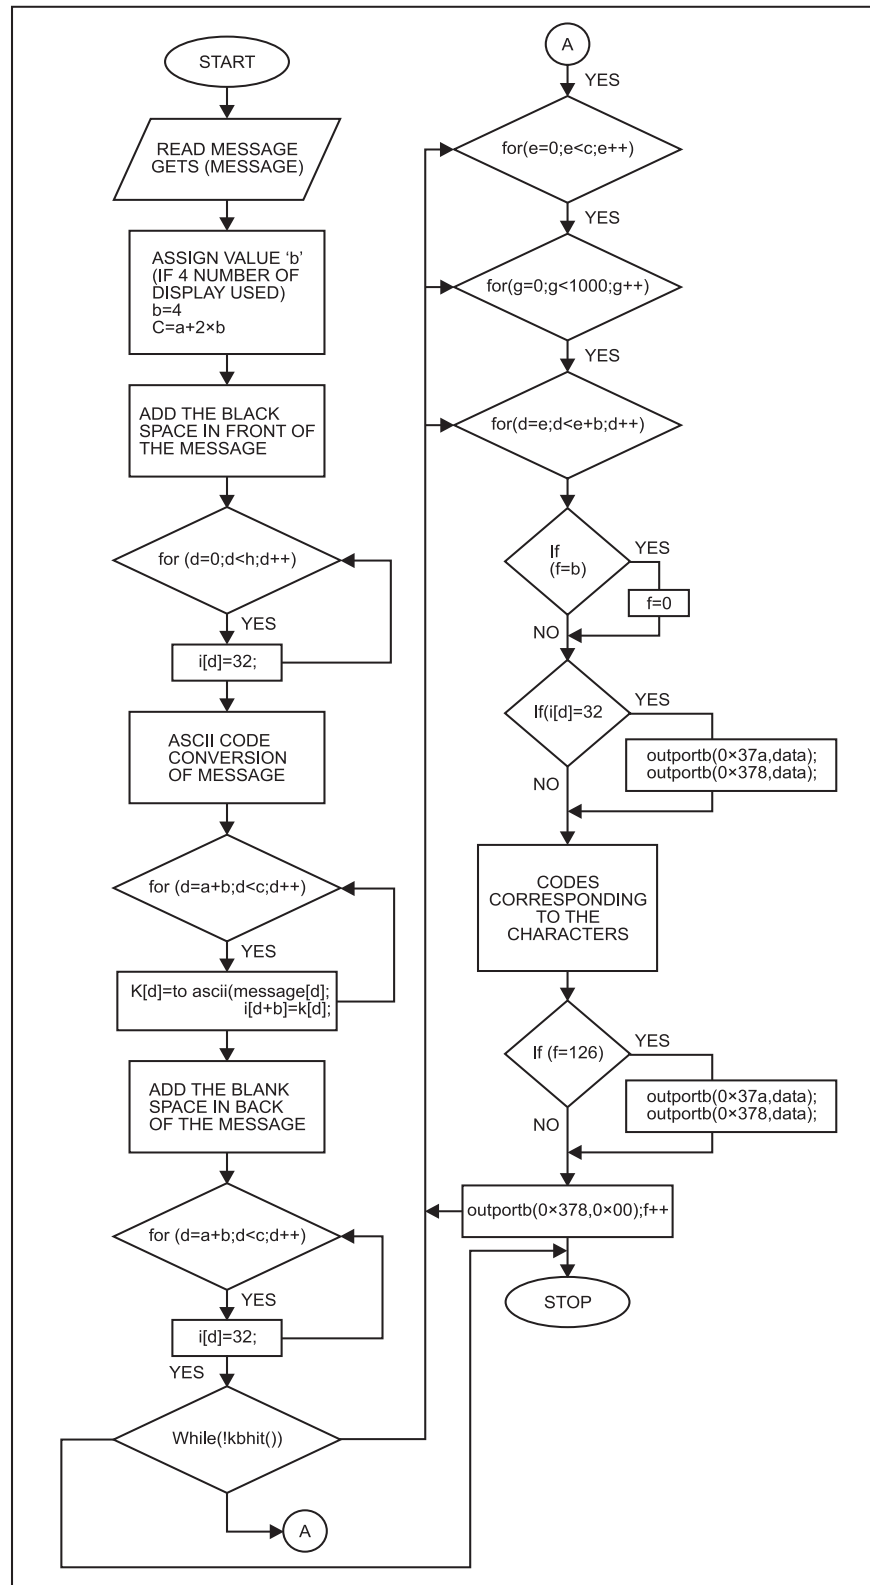 START
READ MESSAGE
GETS (MESSAGE)
ASSIGN VALUE ‘b’
(IF 4 NUMBER OF
DISPLAY USED)
b=4
C=a+2×b
ADD THE BLACK
SPACE IN FRONT OF
THE MESSAGE
for (d=0;d<h;d++)
YES
i[d]=32;
ASCII CODE
CONVERSION
OF MESSAGE
for (d=a+b;d<c;d++)
YES
K[d]=to ascii(message[d];
i[d+b]=k[d];
ADD THE BLANK
SPACE IN BACK
OF THE MESSAGE
for (d=a+b;d<c;d++)
YES
i[d]=32;
YES
While(!kbhit())
A
A
YES
for(e=0;e<c;e++)
YES
for(g=0;g<1000;g++)
YES
for(d=e;d<e+b;d++)
If
(f=b)
YES
f=0
NO
If(i[d]=32
YES
outportb(0×37a,data);
outportb(0×378,data);
NO
CODES
CORRESPONDING
TO THE
CHARACTERS
If (f=126)
YES
outportb(0×37a,data);
outportb(0×378,data);
NO
outportb(0×378,0×00);f++
STOP